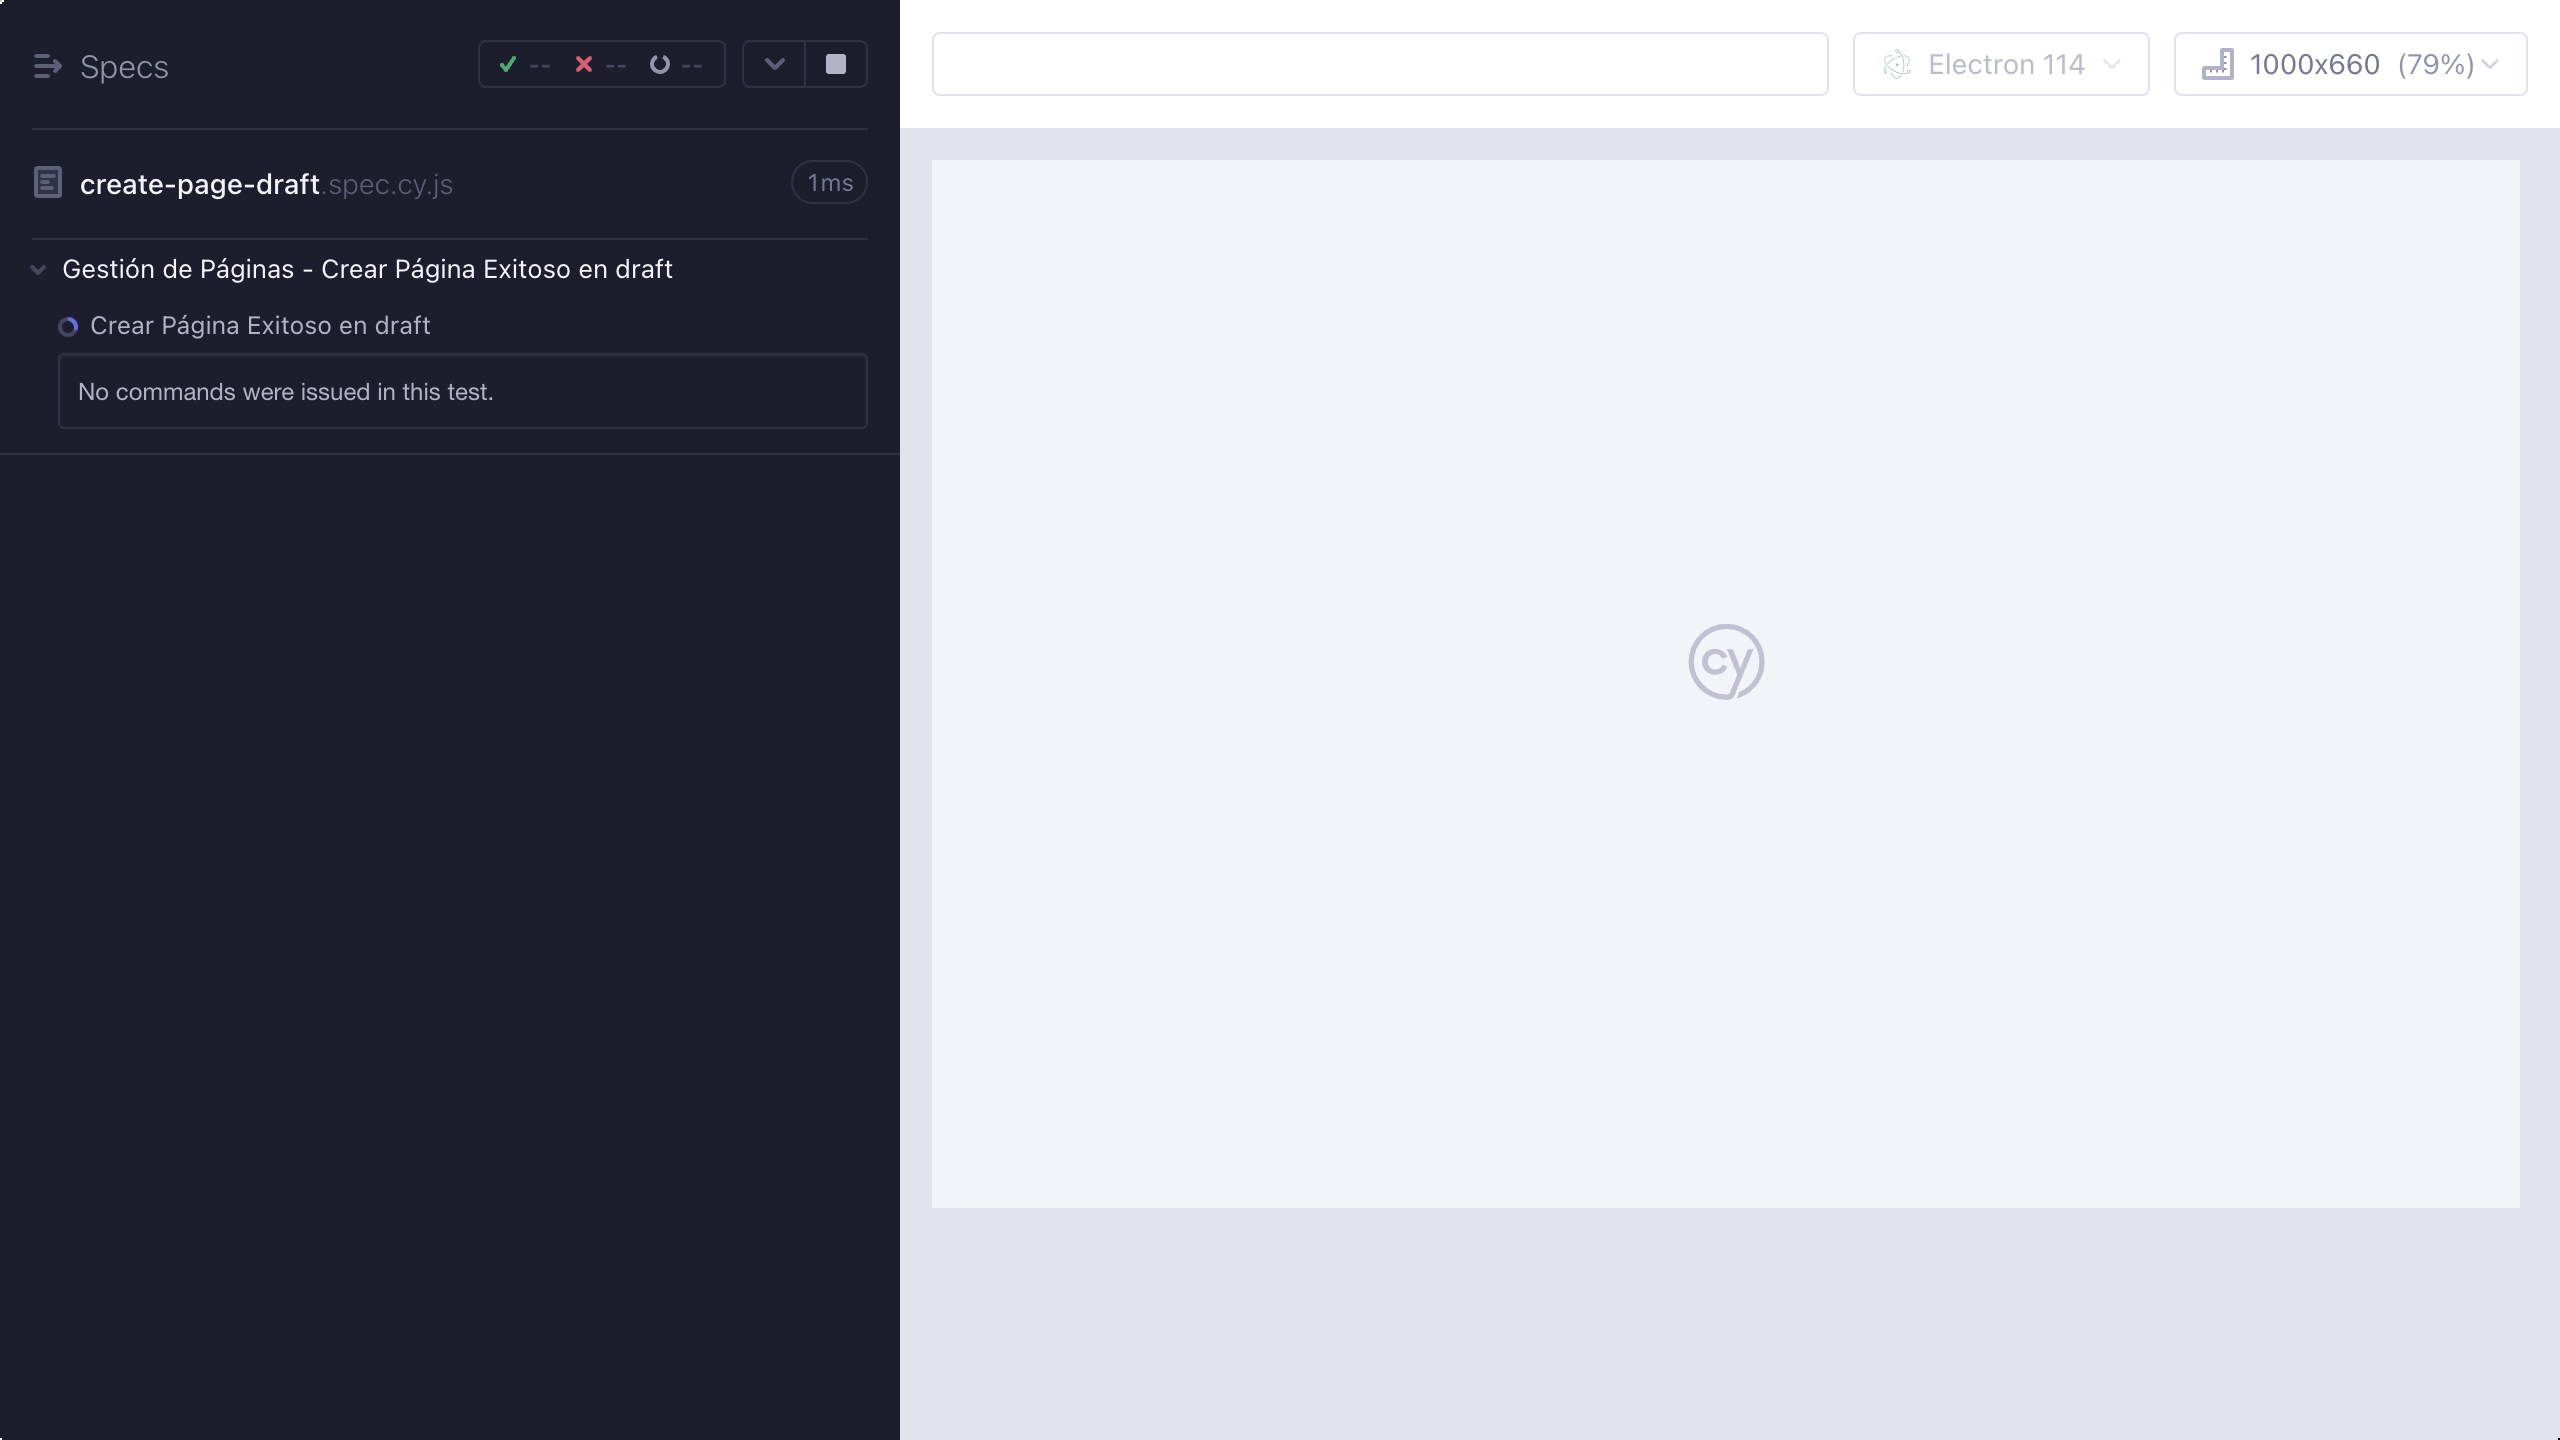 Specs
-- -- --
create-page-draft.spec.cy.js
1ms
Gestión de Páginas - Crear Página Exitoso en draft
Crear Página Exitoso en draft
No commands were issued in this test.
Electron 114
1000x660 (79%)
cy